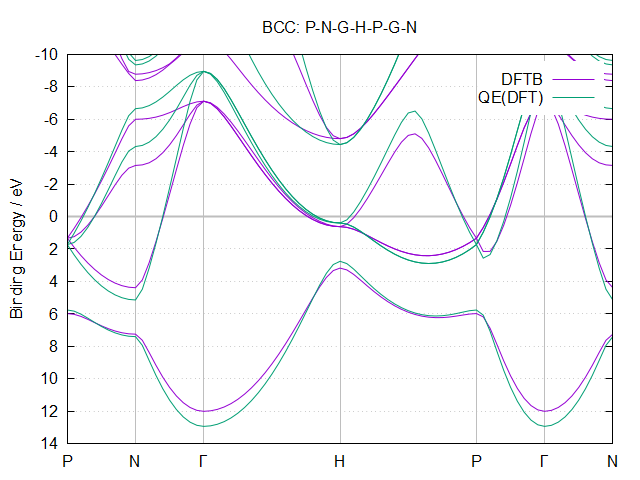 BCC: P-N-G-H-P-G-N
DFTB
QE(DFT)
Binding Energy / eV
-10
-8
-6
-4
-2
0
2
4
6
8
10
12
14
P N Γ H P Γ N